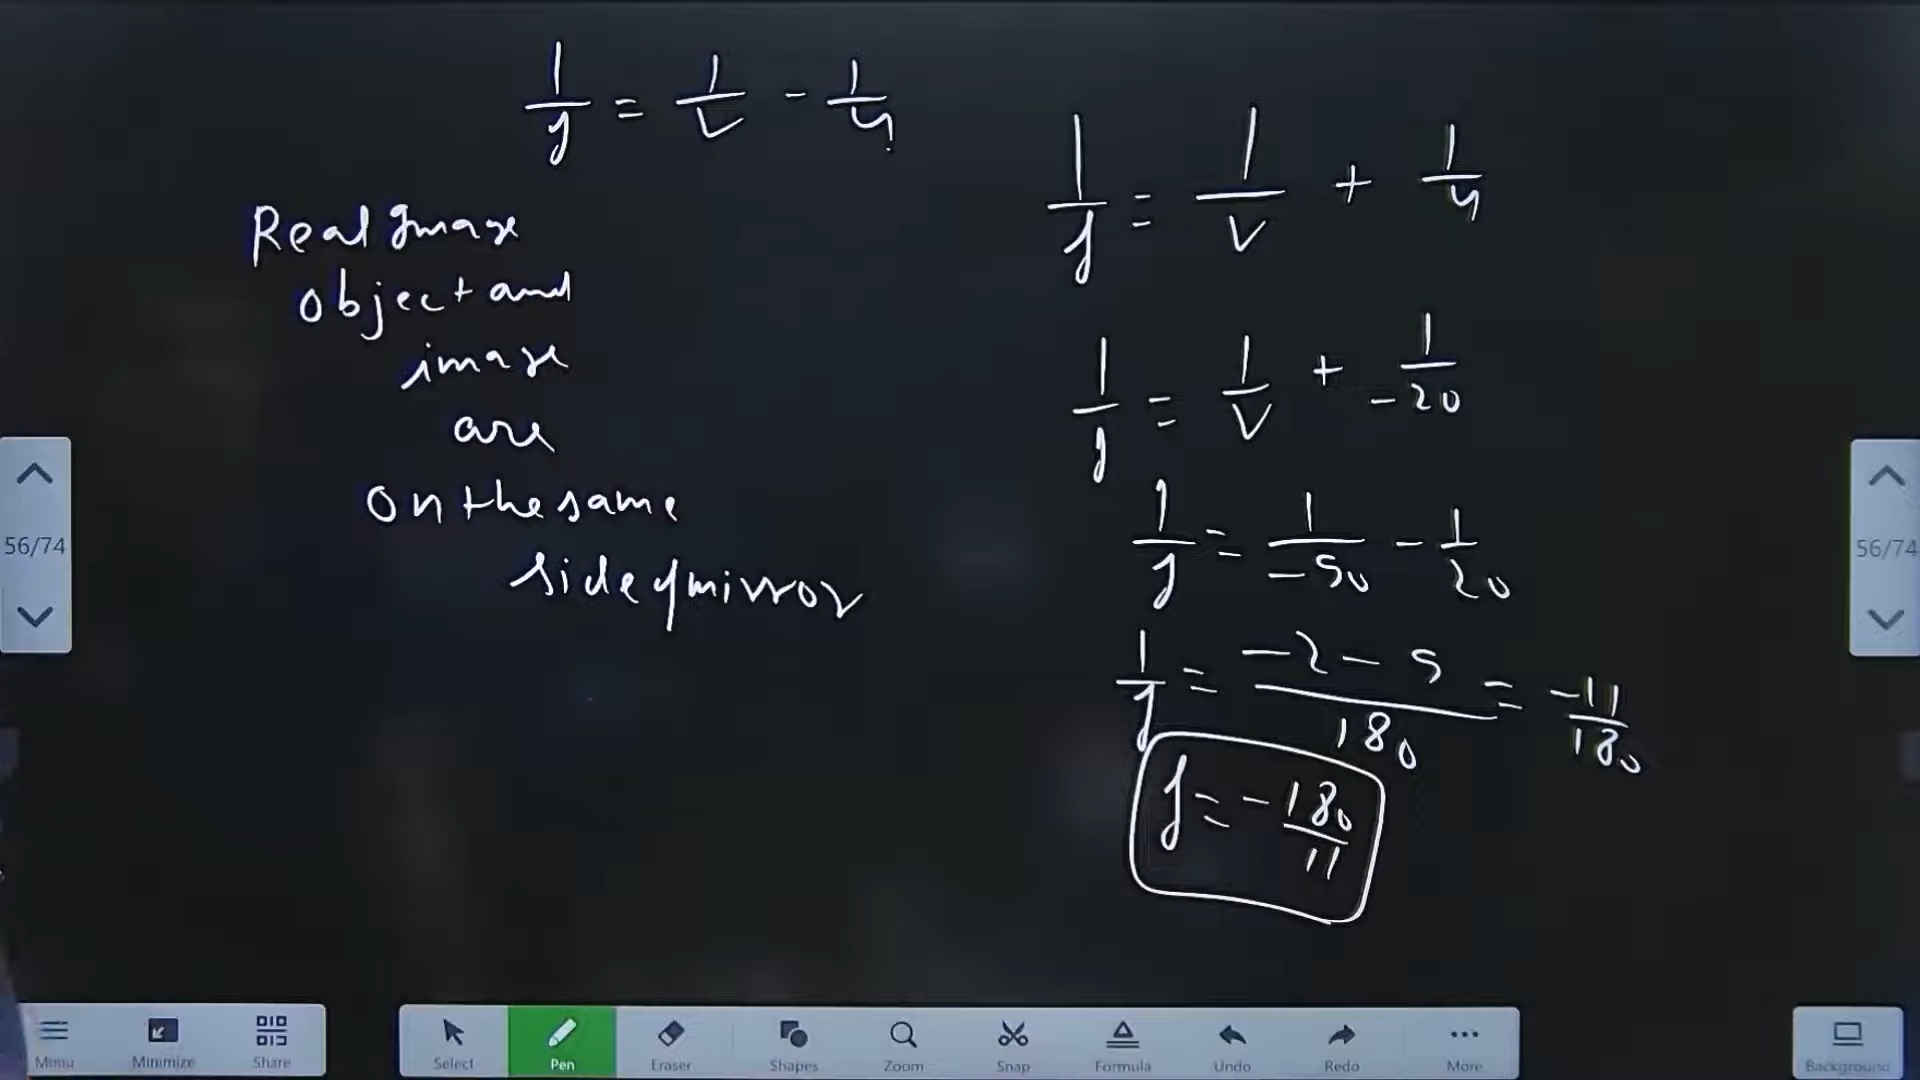 1/f = 1/v - 1/u
Real Image
object and
image
are
on the same
side of mirror
1/f = 1/v + 1/u
1/f = 1/v + 1/-20
1/f = 1/-90 - 1/20
1/f = -2 - 9/180 = -11/180
f = -180/11
56/74
56/74
Menu Minimize Share Select Pen Eraser Shapes Zoom Snap Formula Undo Redo More Background